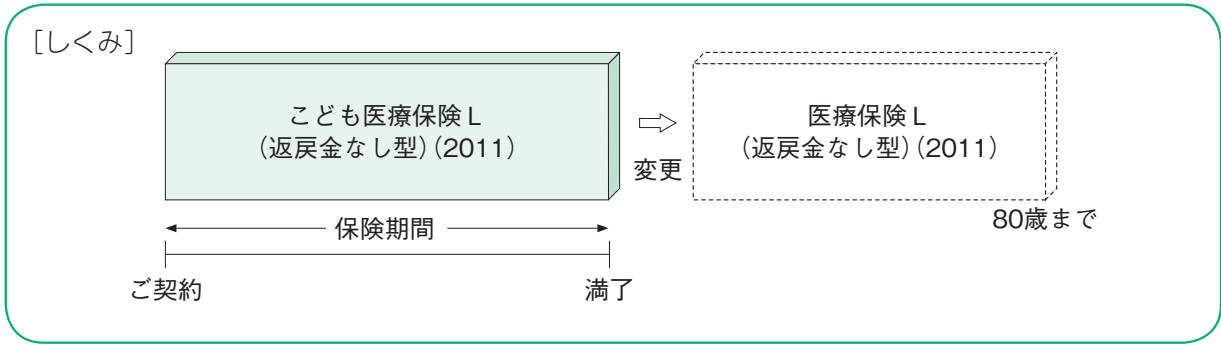 ［しくみ］
こども医療保険Ｌ
（返戻金なし型）（2011）
変更
医療保険Ｌ
（返戻金なし型）（2011）
80歳まで
保険期間
ご契約
満了